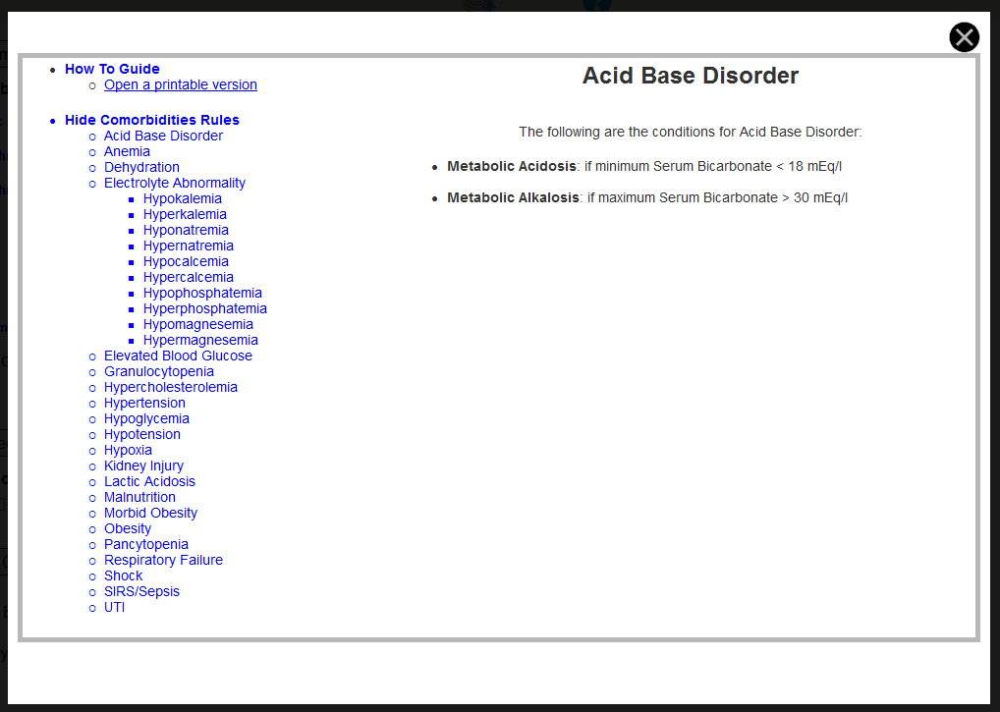 How To Guide
Open a printable version
Hide Comorbidities Rules
Acid Base Disorder
Anemia
Dehydration
Electrolyte Abnormality
Hypokalemia
Hyperkalemia
Hyponatremia
Hypernatremia
Hypocalcemia
Hypercalcemia
Hypophosphatemia
Hyperphosphatemia
Hypomagnesemia
Hypermagnesemia
Elevated Blood Glucose
Granulocytopenia
Hypercholesterolemia
Hypertension
Hypoglycemia
Hypotension
Hypoxia
Kidney Injury
Lactic Acidosis
Malnutrition
Morbid Obesity
Obesity
Pancytopenia
Respiratory Failure
Shock
SIRS/Sepsis
UTI
Acid Base Disorder
The following are the conditions for Acid Base Disorder:
Metabolic Acidosis: if minimum Serum Bicarbonate < 18 mEq/l
Metabolic Alkalosis: if maximum Serum Bicarbonate > 30 mEq/l